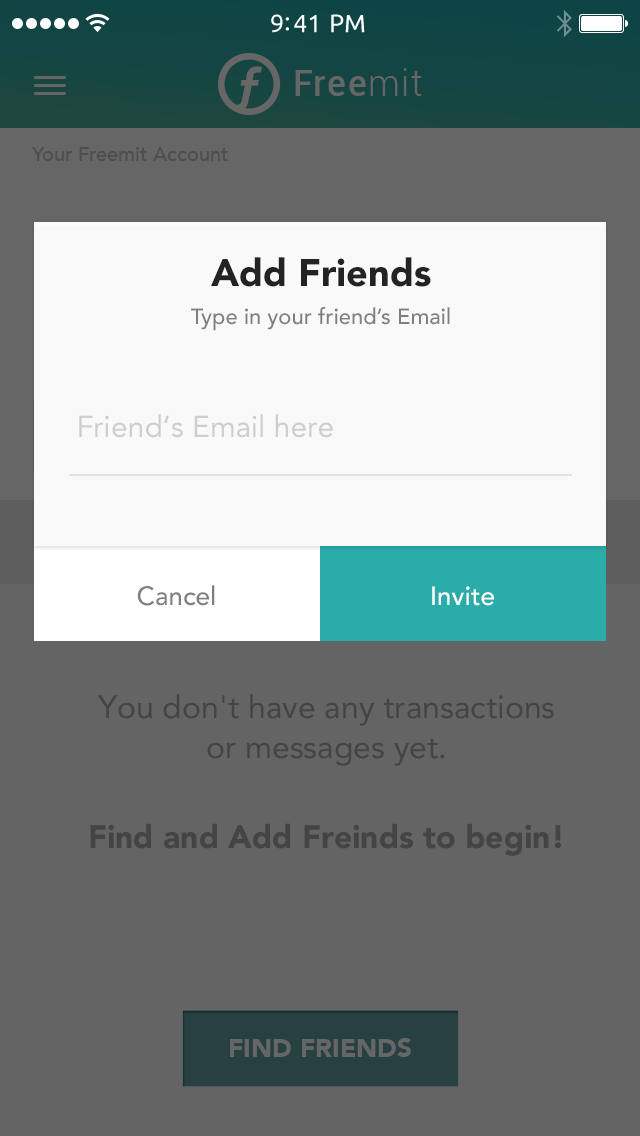 9:41 PM
Freemit
Your Freemit Account
Add Friends
Type in your friend’s Email
Friend’s Email here
Cancel
Invite
You don't have any transactions
or messages yet.
Find and Add Freinds to begin!
FIND FRIENDS